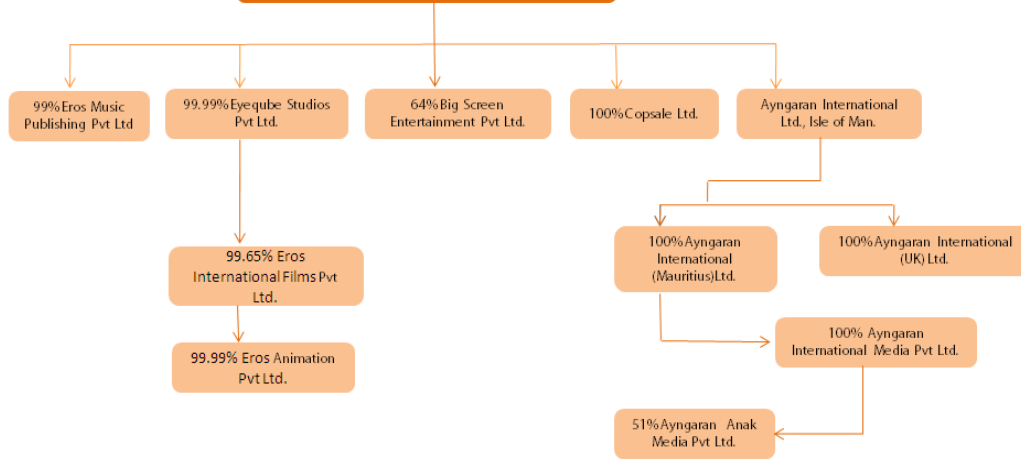 99% Eros Music
Publishing Pvt Ltd
99.99% Eyeqube Studios
Pvt Ltd.
64% Big Screen
Entertainment Pvt Ltd.
100% Copsale Ltd.
Ayngaran International
Ltd., Isle of Man.
99.65% Eros
International Films Pvt
Ltd.
99.99% Eros Animation
Pvt Ltd.
100% Ayngaran
International
(Mauritius)Ltd.
100% Ayngaran International
(UK) Ltd.
100% Ayngaran
International Media Pvt Ltd.
51% Ayngaran Anak
Media Pvt Ltd.